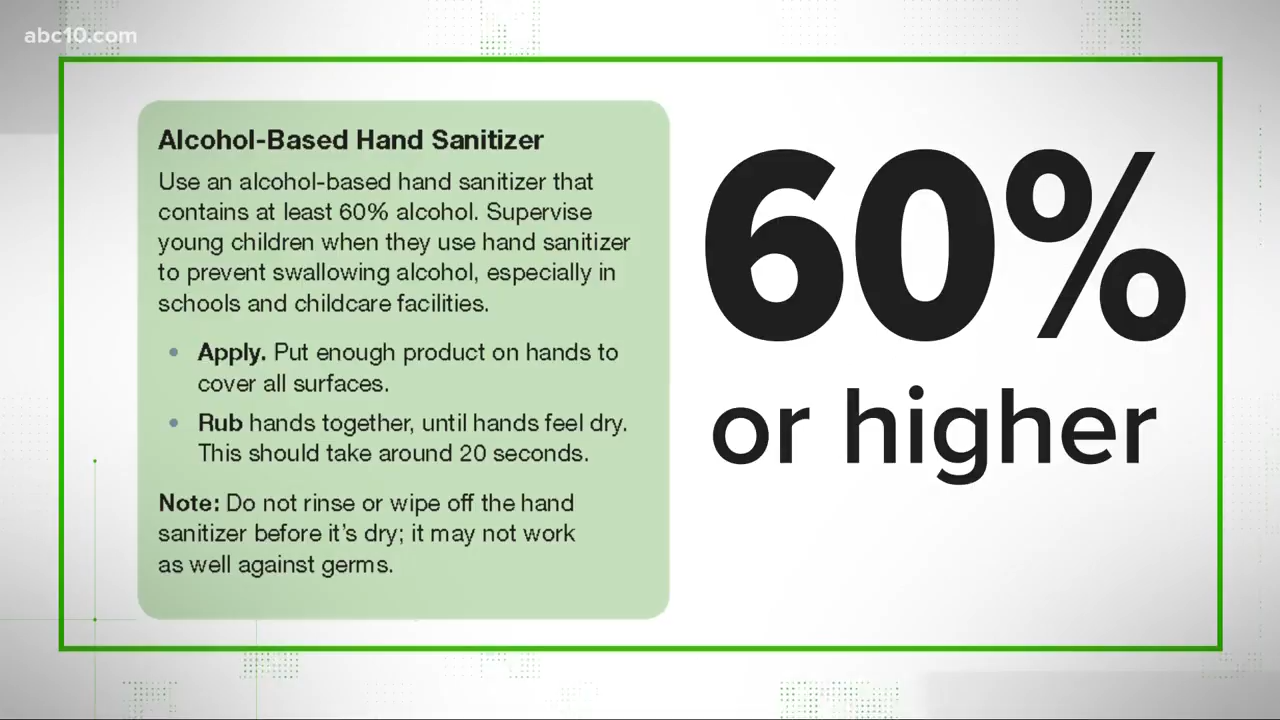 abc10.com
Alcohol-Based Hand Sanitizer
Use an alcohol-based hand sanitizer that
contains at least 60% alcohol. Supervise
young children when they use hand sanitizer
to prevent swallowing alcohol, especially in
schools and childcare facilities.
• Apply. Put enough product on hands to
cover all surfaces.
• Rub hands together, until hands feel dry.
This should take around 20 seconds.
Note: Do not rinse or wipe off the hand
sanitizer before it’s dry; it may not work
as well against germs.
60%
or higher